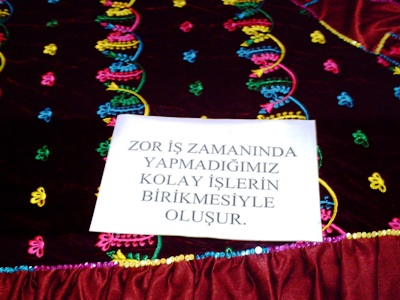 ZOR İŞ ZAMANINDA
YAPMADIĞIMIZ
KOLAY İŞLERİN
BİRİKMESİYLE
OLUŞUR.